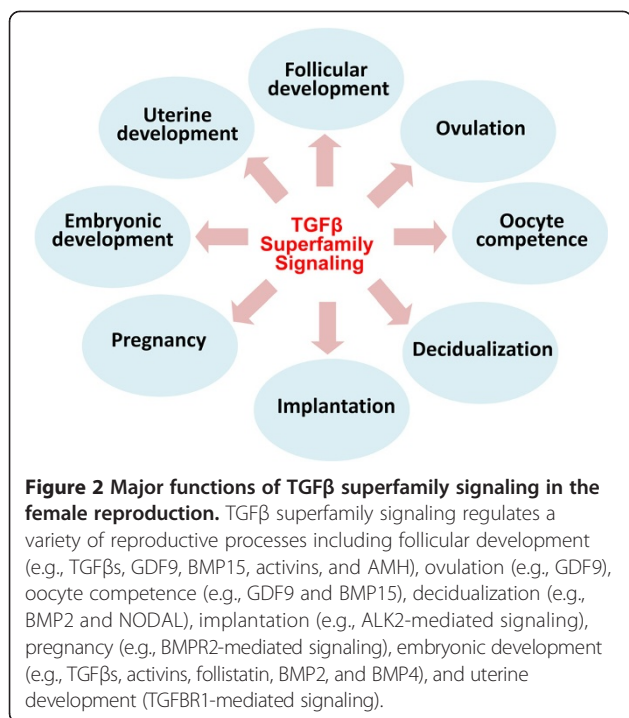 Follicular
development
Uterine
development
Ovulation
Embryonic
development
TGFβ
Superfamily
Signaling
Oocyte
competence
Pregnancy
Decidualization
Implantation
Figure 2 Major functions of TGFβ superfamily signaling in the
female reproduction. TGFβ superfamily signaling regulates a
variety of reproductive processes including follicular development
(e.g., TGFβs, GDF9, BMP15, activins, and AMH), ovulation (e.g., GDF9),
oocyte competence (e.g., GDF9 and BMP15), decidualization (e.g.,
BMP2 and NODAL), implantation (e.g., ALK2-mediated signaling),
pregnancy (e.g., BMPR2-mediated signaling), embryonic development
(e.g., TGFβs, activins, follistatin, BMP2, and BMP4), and uterine
development (TGFBR1-mediated signaling).